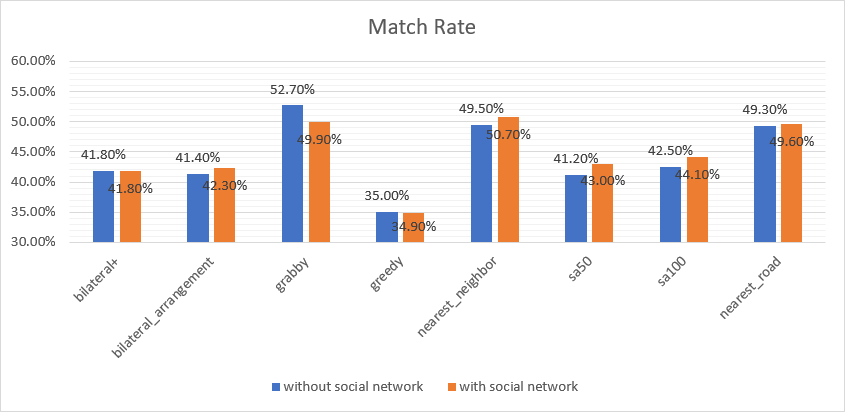 Match Rate
60.00%
55.00%
50.00%
45.00%
40.00%
35.00%
30.00%
41.80%
41.80%
41.40%
42.30%
52.70%
49.90%
35.00%
34.90%
49.50%
50.70%
41.20%
43.00%
42.50%
44.10%
49.30%
49.60%
bilateral+
bilateral_arrangement
grabby
greedy
nearest_neighbor
sa50
sa100
nearest_road
without social network
with social network